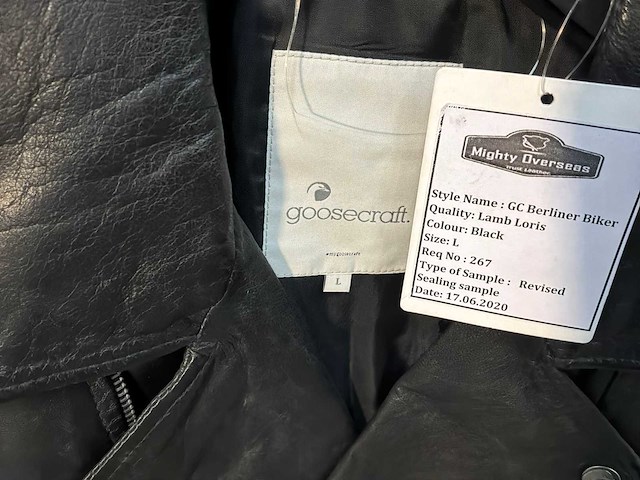 goosecraft.
L
Mighty Overseas
Style Name : GC Berliner Biker
Quality: Lamb Loris
Colour: Black
Size: L
Req No : 267
Type of Sample : Revised
Sealing sample
Date: 17.06.2020